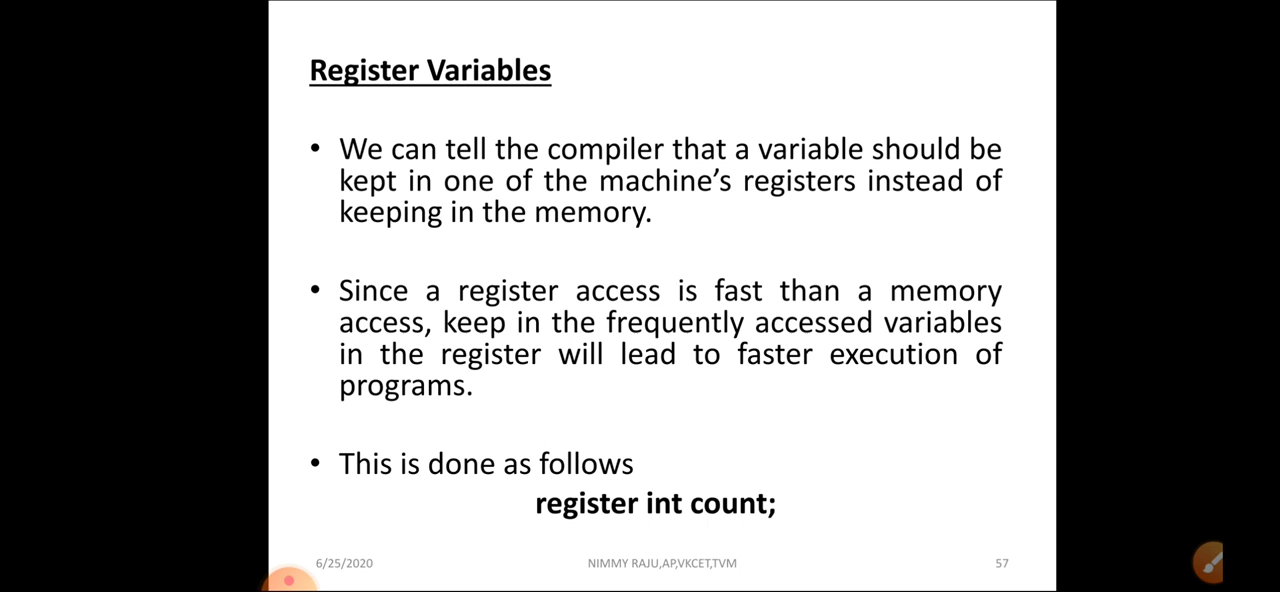 Register Variables
• We can tell the compiler that a variable should be
kept in one of the machine’s registers instead of
keeping in the memory.
• Since a register access is fast than a memory
access, keep in the frequently accessed variables
in the register will lead to faster execution of
programs.
• This is done as follows
register int count;
6/25/2020 NIMMY RAJU,AP,VKCET,TVM 57